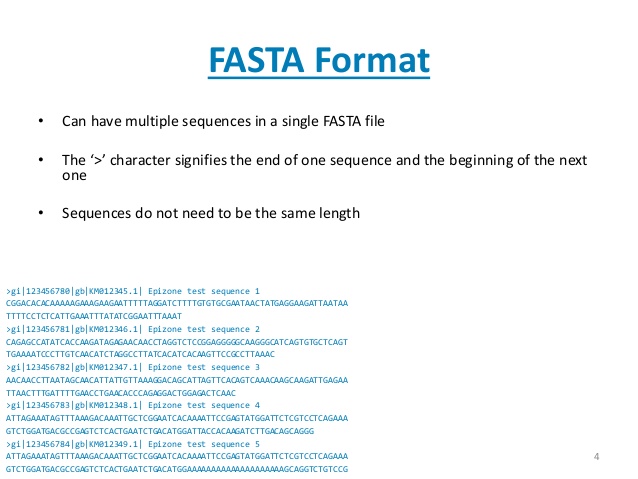 FASTA Format
• Can have multiple sequences in a single FASTA file
• The ‘>’ character signifies the end of one sequence and the beginning of the next
one
• Sequences do not need to be the same length
>gi|123456780|gb|KM012345.1| Epizone test sequence 1
CGGACACACAAAAAGAAAGAAGAATTTTTAGGATCTTTTGTGTGCGAATAACTATGAGGAAGATTAATAA
TTTTCCTCTCATTGAAATTTATATCGGAATTTAAAT
>gi|123456781|gb|KM012346.1| Epizone test sequence 2
CAGAGCCATATCACCAAGATAGAGAACAACCTAGGTCTCCGGAGGGGGCAAGGGCATCAGTGTGCTCAGT
TGAAAATCCCTTGTCAACATCTAGGCCTTATCACATCACAAGTTCCGCCTTAAAC
>gi|123456782|gb|KM012347.1| Epizone test sequence 3
AACAACCTTAATAGCAACATTATTGTTAAAGGACAGCATTAGTTCACAGTCAAACAAGCAAGATTGAGAA
TTAACTTTGATTTTGAACCTGAACACCCAGAGGACTGGAGACTCAAC
>gi|123456783|gb|KM012348.1| Epizone test sequence 4
ATTAGAAATAGTTTAAAGACAAATTGCTCGGAATCACAAAATTCCGAGTATGGATTCTCGTCCTCAGAAA
GTCTGGATGACGCCGAGTCTCACTGAATCTGACATGGATTACCACAAGATCTTGACAGCAGGG
>gi|123456784|gb|KM012349.1| Epizone test sequence 5
ATTAGAAATAGTTTAAAGACAAATTGCTCGGAATCACAAAATTCCGAGTATGGATTCTCGTCCTCAGAAA
GTCTGGATGACGCCGAGTCTCACTGAATCTGACATGGAAAAAAAAAAAAAAAAAAAAGCAGGTCTGTCCG
4